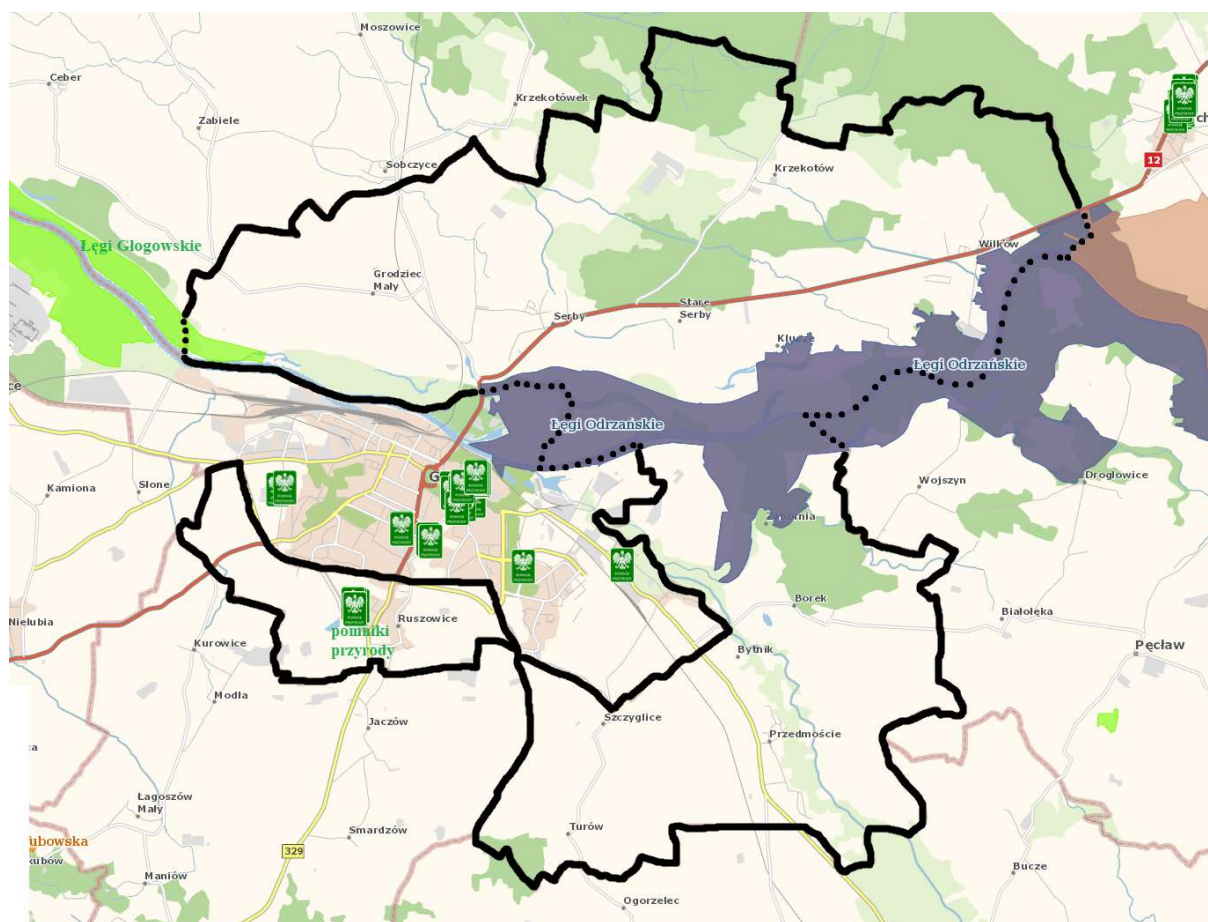 Moszowice
Ceber
Krzekotówek
Zabiele
Sobczyce
Krzekotów
12
Łęgi Głogowskie
Wilków
Grodziec
Mały
Stare
Serby
Serby
Klucze
Łęgi Odrzańskie
Łęgi Odrzańskie
Kamiona
Słone
Wojszyn
Droglowice
G
Borek
Białołęka
Nielubia
Ruszowice
pomniki
przyrody
Kurowice
Bytnik
Pęcław
Modła
Jaczów
Szczyglice
Przedmoście
Łagoszów
Mały
Smardzów
Turów
329
Maniów
Bucze
Ogorzelec